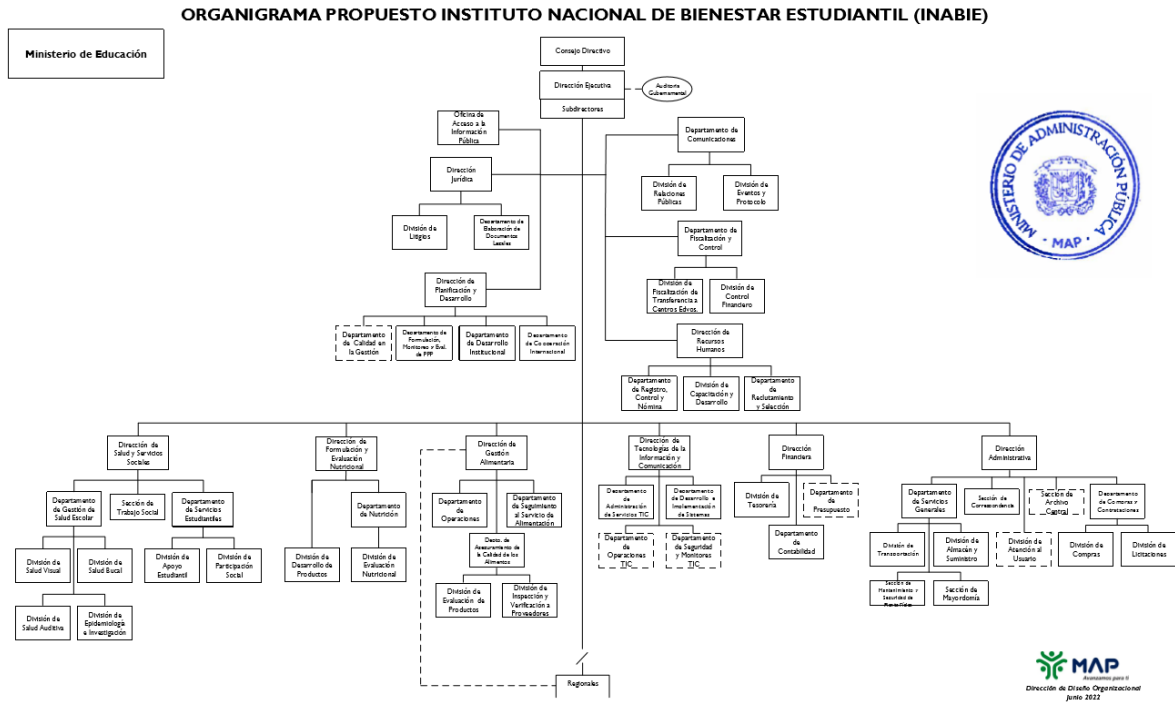 ORGANIGRAMA PROPUESTO INSTITUTO NACIONAL DE BIENESTAR ESTUDIANTIL (INABIE)
Ministerio de Educación
Consejo Directivo
Dirección Ejecutiva
Auditoria
Gubernamental
Subdirectores
Oficina de
Acceso a la
Información
Pública
Departamento de
Comunicaciones
MINISTERIO DE ADMINISTRACIÓN PÚBLICA
· MAP ·
Dirección
Jurídica
División de
Relaciones
Públicas
División de
Eventos y
Protocolo
División de
Litigios
Departamento de
Elaboración de
Documentos
Legales
Departamento de
Fiscalización y
Control
Dirección de
Planificación y
Desarrollo
División de
Fiscalización de
Transferencia a
Centros Edvos.
División de
Control
Financiero
Departamento
de Calidad en
la Gestión
Departamento de
Formulación,
Monitoreo y Eval.
de PPP
Departamento
de Desarrollo
Institucional
Departamento
de Cooperación
Internacional
Dirección de
Recursos
Humanos
Departamento
de Registro,
Control y
Nómina
División de
Capacitación y
Desarrollo
Departamento
de
Reclutamiento
y Selección
Dirección de
Salud y Servicios
Sociales
Dirección de
Formulación y
Evaluación
Nutricional
Dirección de
Gestión
Alimentaria
Dirección de
Tecnologías de la
Información y
Comunicación
Dirección
Financiera
Dirección
Administrativa
Departamento
de Gestión de
Salud Escolar
Sección de
Trabajo Social
Departamento
de Servicios
Estudiantiles
Departamento
de Nutrición
Departamento
de
Operaciones
Departamento
de Seguimiento
al Servicio de
Alimentación
Departamento
de
Administración
de Servicios TIC
Departamento
de Desarrollo e
Implementación
de Sistemas
División de
Tesorería
Departamento
de
Presupuesto
Departamento
de Servicios
Generales
Sección de
Correspondencia
Sección de
Archivo
Central
Departamento
de Compras y
Contrataciones
División de
Salud Visual
División de
Salud Bucal
División de
Apoyo
Estudiantil
División de
Participación
Social
División de
Desarrollo de
Productos
División de
Evaluación
Nutricional
Depto. de
Aseguramiento de
la Calidad de los
Alimentos
Departamento
de
Operaciones
TIC
Departamento
de Seguridad
y Monitoreo
TIC
Departamento
de
Contabilidad
División de
Transportación
División de
Almacén y
Suministro
División de
Atención al
Usuario
División de
Compras
División de
Licitaciones
División de
Salud Auditiva
División de
Epidemiología
e Investigación
División de
Evaluación de
Productos
División de
Inspección y
Verificación a
Proveedores
Sección de
Mantenimiento y
Seguridad de
Planta Física
Sección de
Mayordomía
Regionales
MAP
Avanzamos para ti
Dirección de Diseño Organizacional
Junio 2022